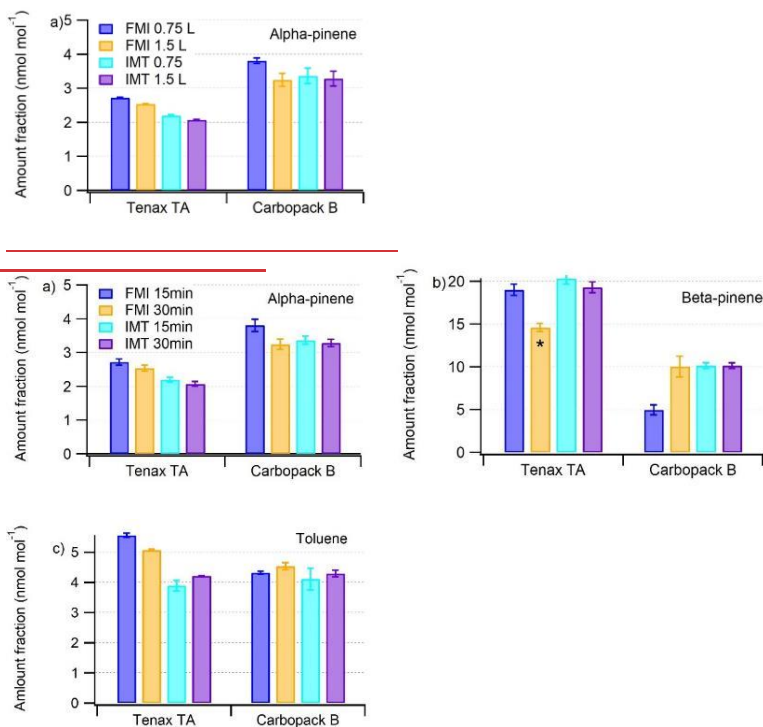 a)
5
4
3
2
1
0
Amount fraction (nmol mol⁻¹)
FMI 0.75 L
FMI 1.5 L
IMT 0.75
IMT 1.5 L
Alpha-pinene
Tenax TA
Carbopack B
a)
5
4
3
2
1
0
Amount fraction (nmol mol⁻¹)
FMI 15min
FMI 30min
IMT 15min
IMT 30min
Alpha-pinene
Tenax TA
Carbopack B
b)
20
15
10
5
0
Amount fraction (nmol mol⁻¹)
Beta-pinene
*
Tenax TA
Carbopack B
c)
5
4
3
2
1
0
Amlount fraction (nmol mol⁻¹)
Toluene
Tenax TA
Carbopack B